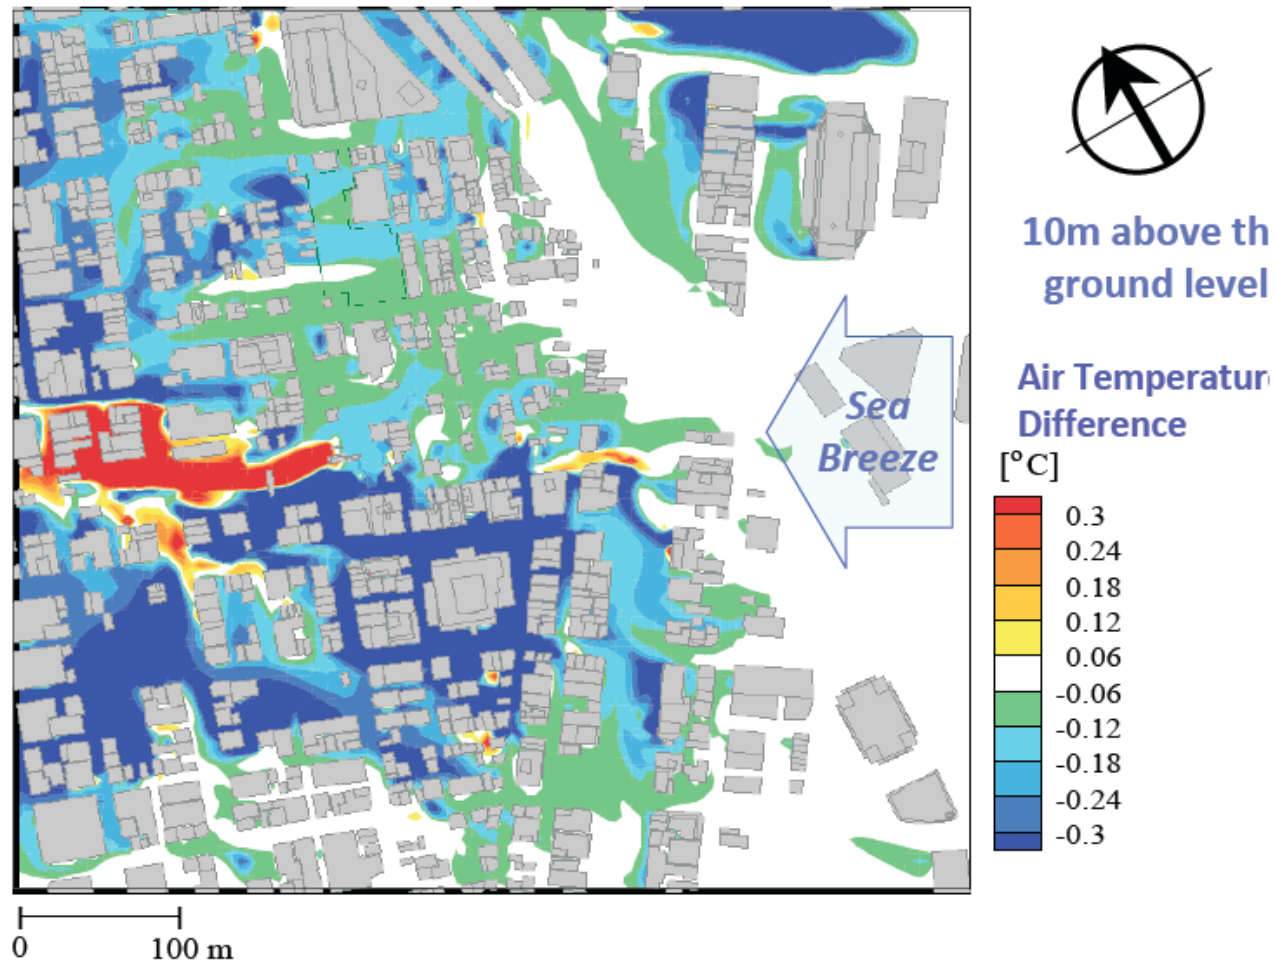 10m above th
ground level
Air Temperature
Difference
[°C]
Sea
Breeze
0.3
0.24
0.18
0.12
0.06
-0.06
-0.12
-0.18
-0.24
-0.3
0 100 m